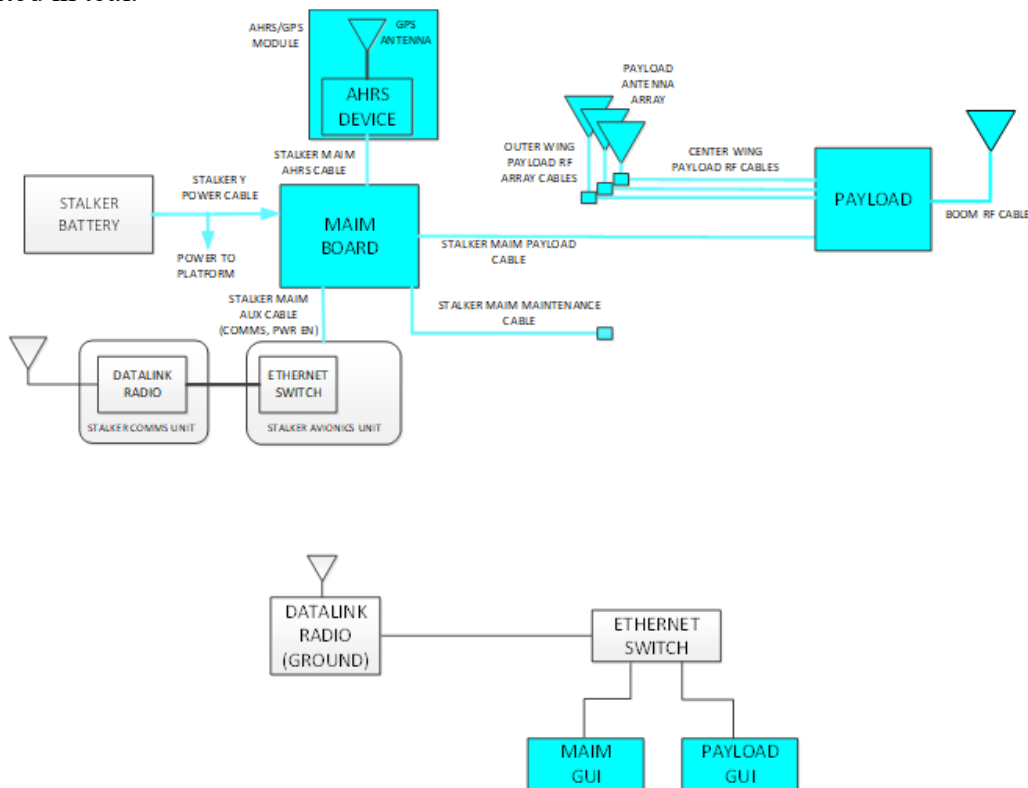 AHRS/GPS
MODULE
GPS
ANTENNA
AHRS
DEVICE
PAYLOAD
ANTENNA
ARRAY
STALKER MAIM
AHRS CABLE
OUTER WING
PAYLOAD RF
ARRAY CABLES
CENTER WING
PAYLOAD RF CABLES
STALKER
BATTERY
STALKER Y
POWER CABLE
MAIM
BOARD
PAYLOAD
BOOM RF CABLE
POWER TO
PLATFORM
STALKER MAIM PAYLOAD
CABLE
STALKER MAIM
AUX CABLE
(COMMS, PWR EN)
STALKER MAIM MAINTENANCE
CABLE
DATALINK
RADIO
ETHERNET
SWITCH
STALKER COMMS UNIT
STALKER AVIONICS UNIT
DATALINK
RADIO
(GROUND)
ETHERNET
SWITCH
MAIM
GUI
PAYLOAD
GUI